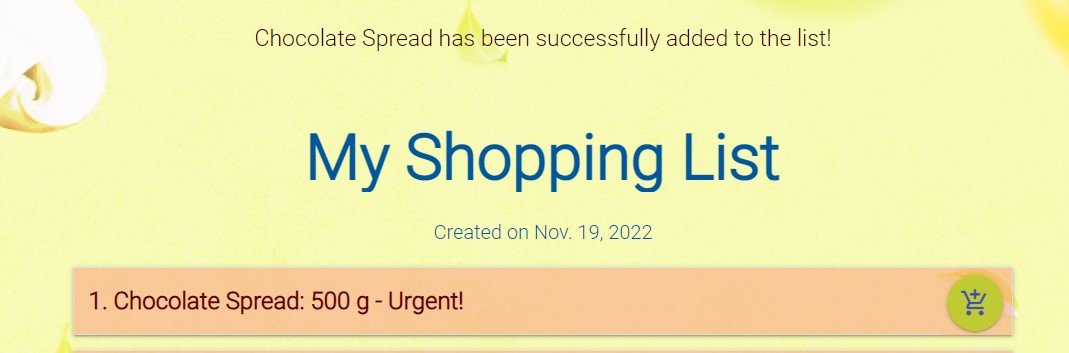 Chocolate Spread has been successfully added to the list!
My Shopping List
Created on Nov. 19, 2022
1. Chocolate Spread: 500 g - Urgent!